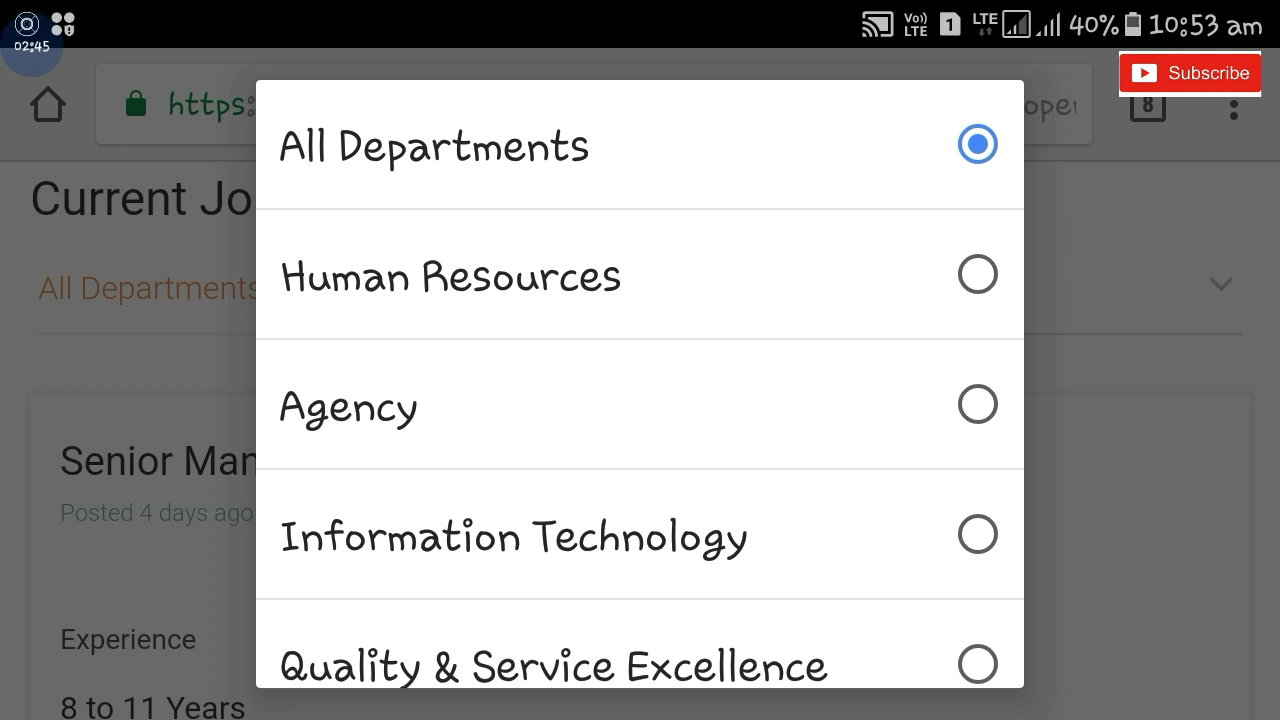 02:45
Vo)) LTE 1 LTE 40% 10:53 am
Subscribe
https:
8
All Departments
Current Jo
Human Resources
All Departments
Agency
Senior Man
Posted 4 days ago
Information Technology
Experience
Quality & Service Excellence
8 to 11 Years